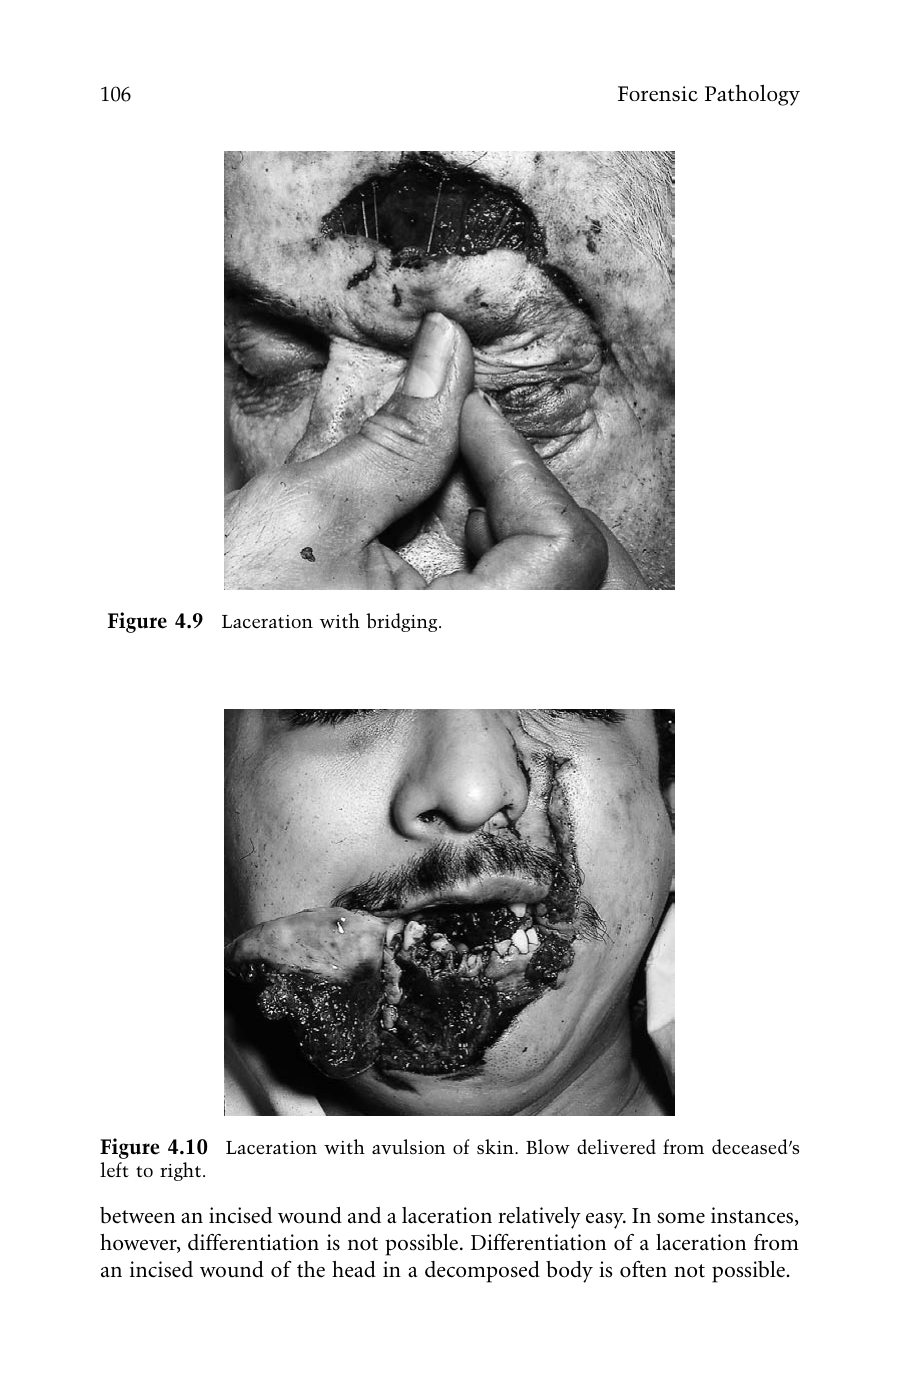 106
Forensic Pathology
Figure 4.9 Laceration with bridging.
Figure 4.10 Laceration with avulsion of skin. Blow delivered from deceased's
left to right.
between an incised wound and a laceration relatively easy. In some instances,
however, differentiation is not possible. Differentiation of a laceration from
an incised wound of the head in a decomposed body is often not possible.